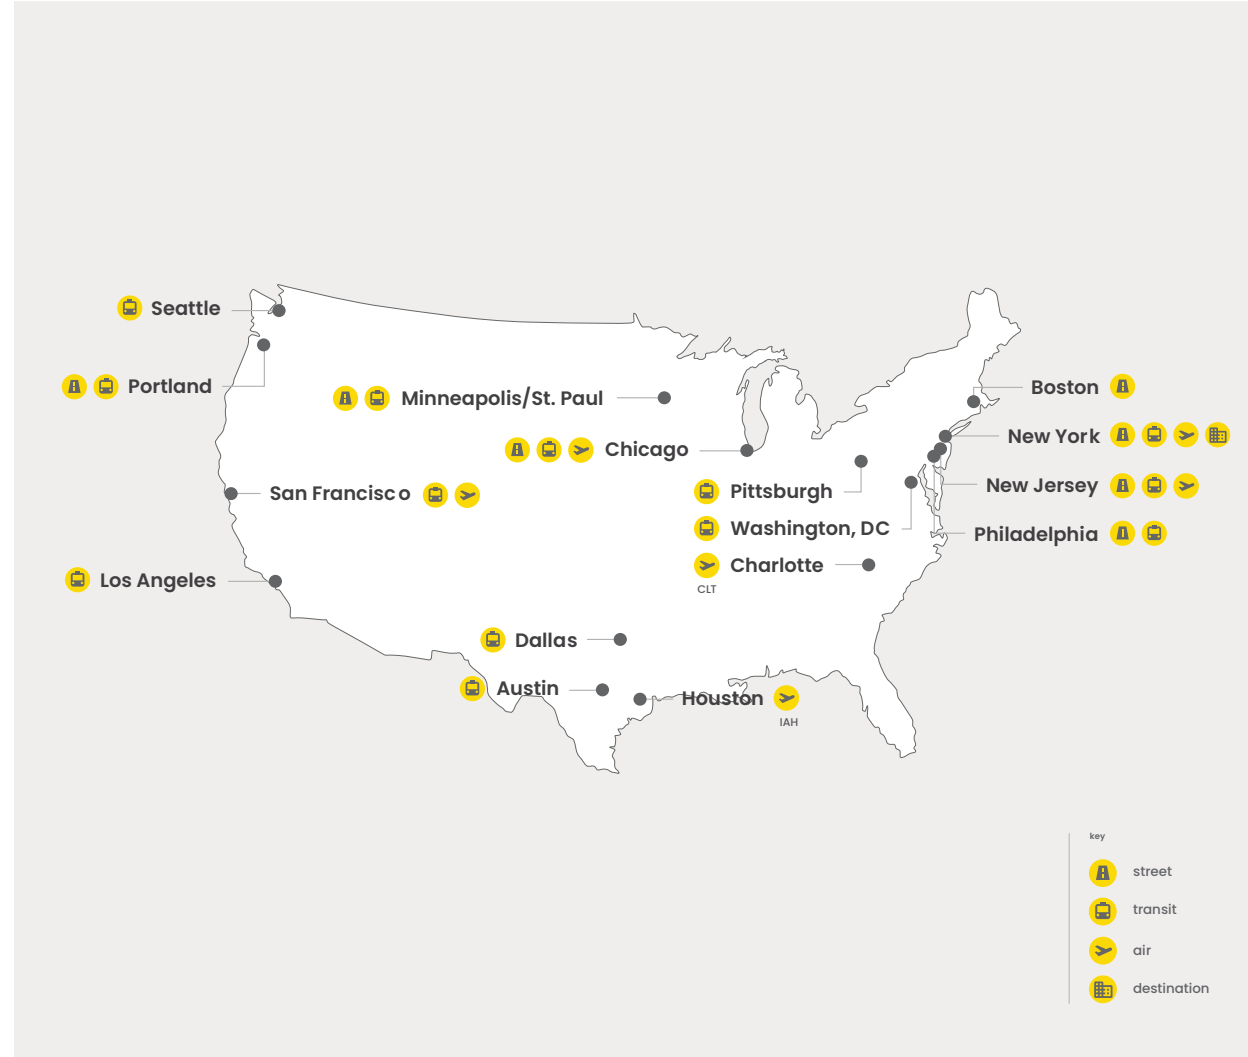 Seattle
Portland
Minneapolis/St. Paul
Boston
New York
Chicago
San Francisco
Pittsburgh
New Jersey
Washington, DC
Philadelphia
Charlotte
CLT
Los Angeles
Dallas
Austin
Houston
IAH
key
street
transit
air
destination